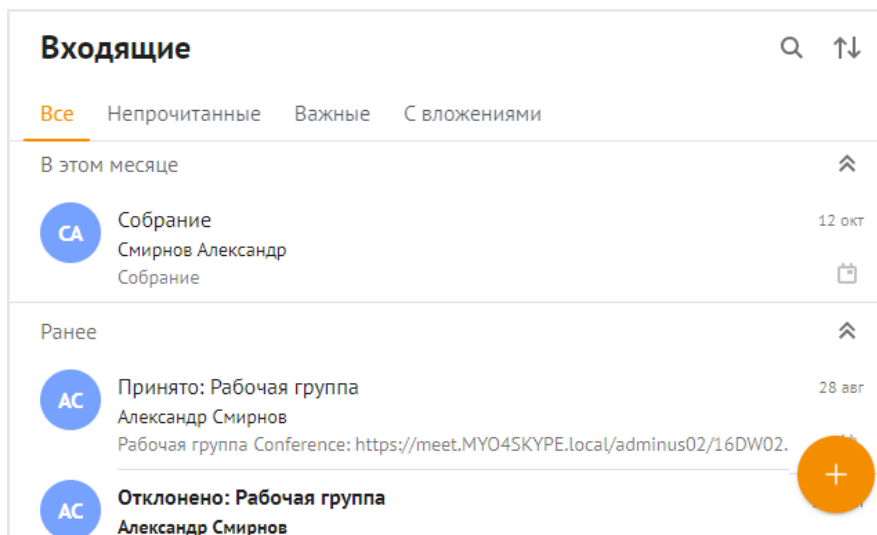 Входящие
Все Непрочитанные Важные С вложениями
В этом месяце
СА Собрание 12 окт
Смирнов Александр
Собрание
Ранее
АС Принято: Рабочая группа 28 авг
Александр Смирнов
Рабочая группа Conference: https://meet.MYO4SKYPE.local/adminus02/16DW02.
АС Отклонено: Рабочая группа
Александр Смирнов